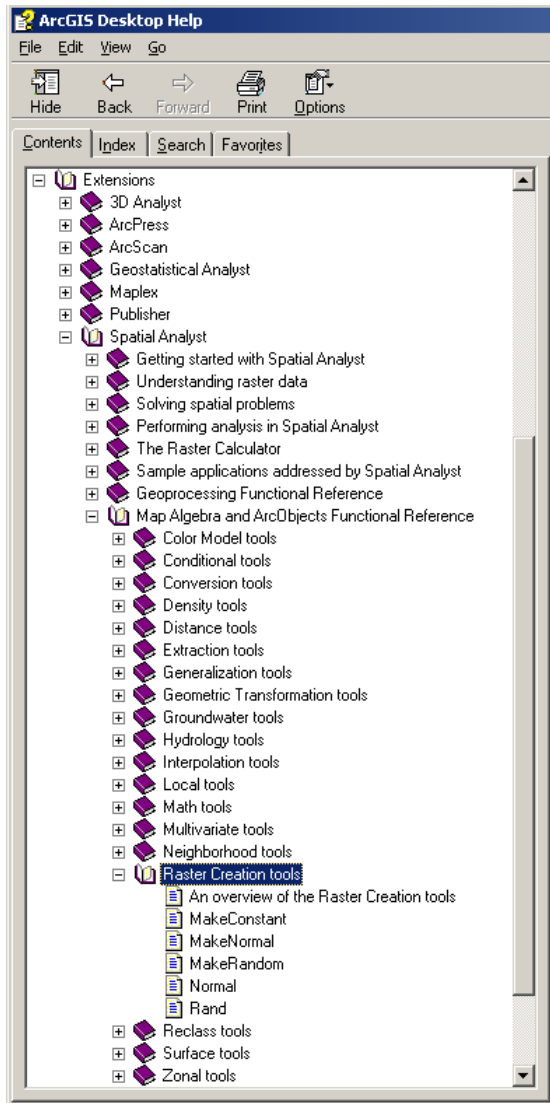 ArcGIS Desktop Help
File Edit View Go
Hide Back Forward Print Options
Contents Index Search Favorites
Extensions
3D Analyst
ArcPress
ArcScan
Geostatistical Analyst
Maplex
Publisher
Spatial Analyst
Getting started with Spatial Analyst
Understanding raster data
Solving spatial problems
Performing analysis in Spatial Analyst
The Raster Calculator
Sample applications addressed by Spatial Analyst
Geoprocessing Functional Reference
Map Algebra and ArcObjects Functional Reference
Color Model tools
Conditional tools
Conversion tools
Density tools
Distance tools
Extraction tools
Generalization tools
Geometric Transformation tools
Groundwater tools
Hydrology tools
Interpolation tools
Local tools
Math tools
Multivariate tools
Neighborhood tools
Raster Creation tools
An overview of the Raster Creation tools
MakeConstant
MakeNormal
MakeRandom
Normal
Rand
Reclass tools
Surface tools
Zonal tools